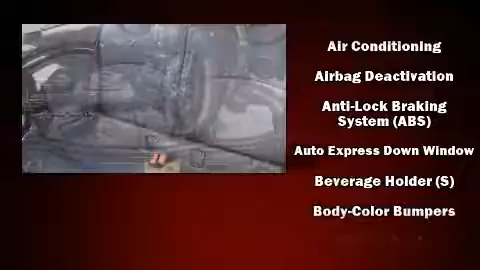 Air Conditioning
Airbag Deactivation
Anti-Lock Braking
System (ABS)
Auto Express Down Window
Beverage Holder (S)
Body-Color Bumpers